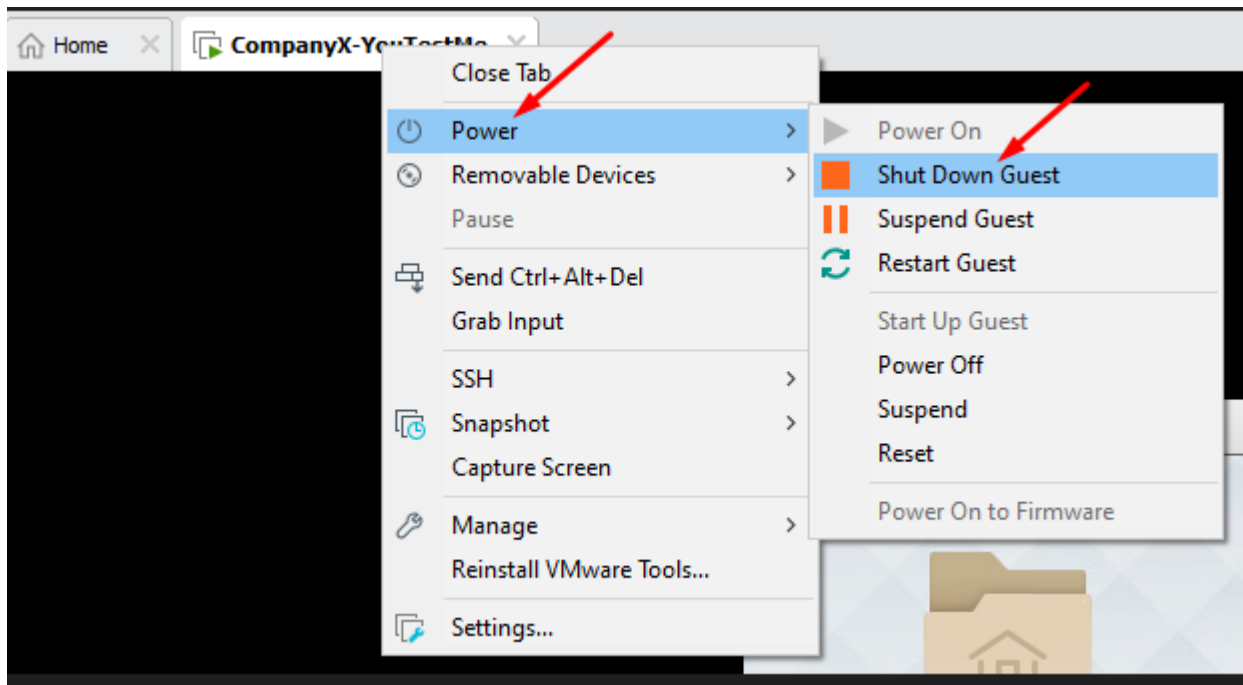 Home
CompanyX-YouTestMe
Close Tab
Power
Removable Devices
Pause
Send Ctrl+Alt+Del
Grab Input
SSH
Snapshot
Capture Screen
Manage
Reinstall VMware Tools...
Settings...
Power On
Shut Down Guest
Suspend Guest
Restart Guest
Start Up Guest
Power Off
Suspend
Reset
Power On to Firmware